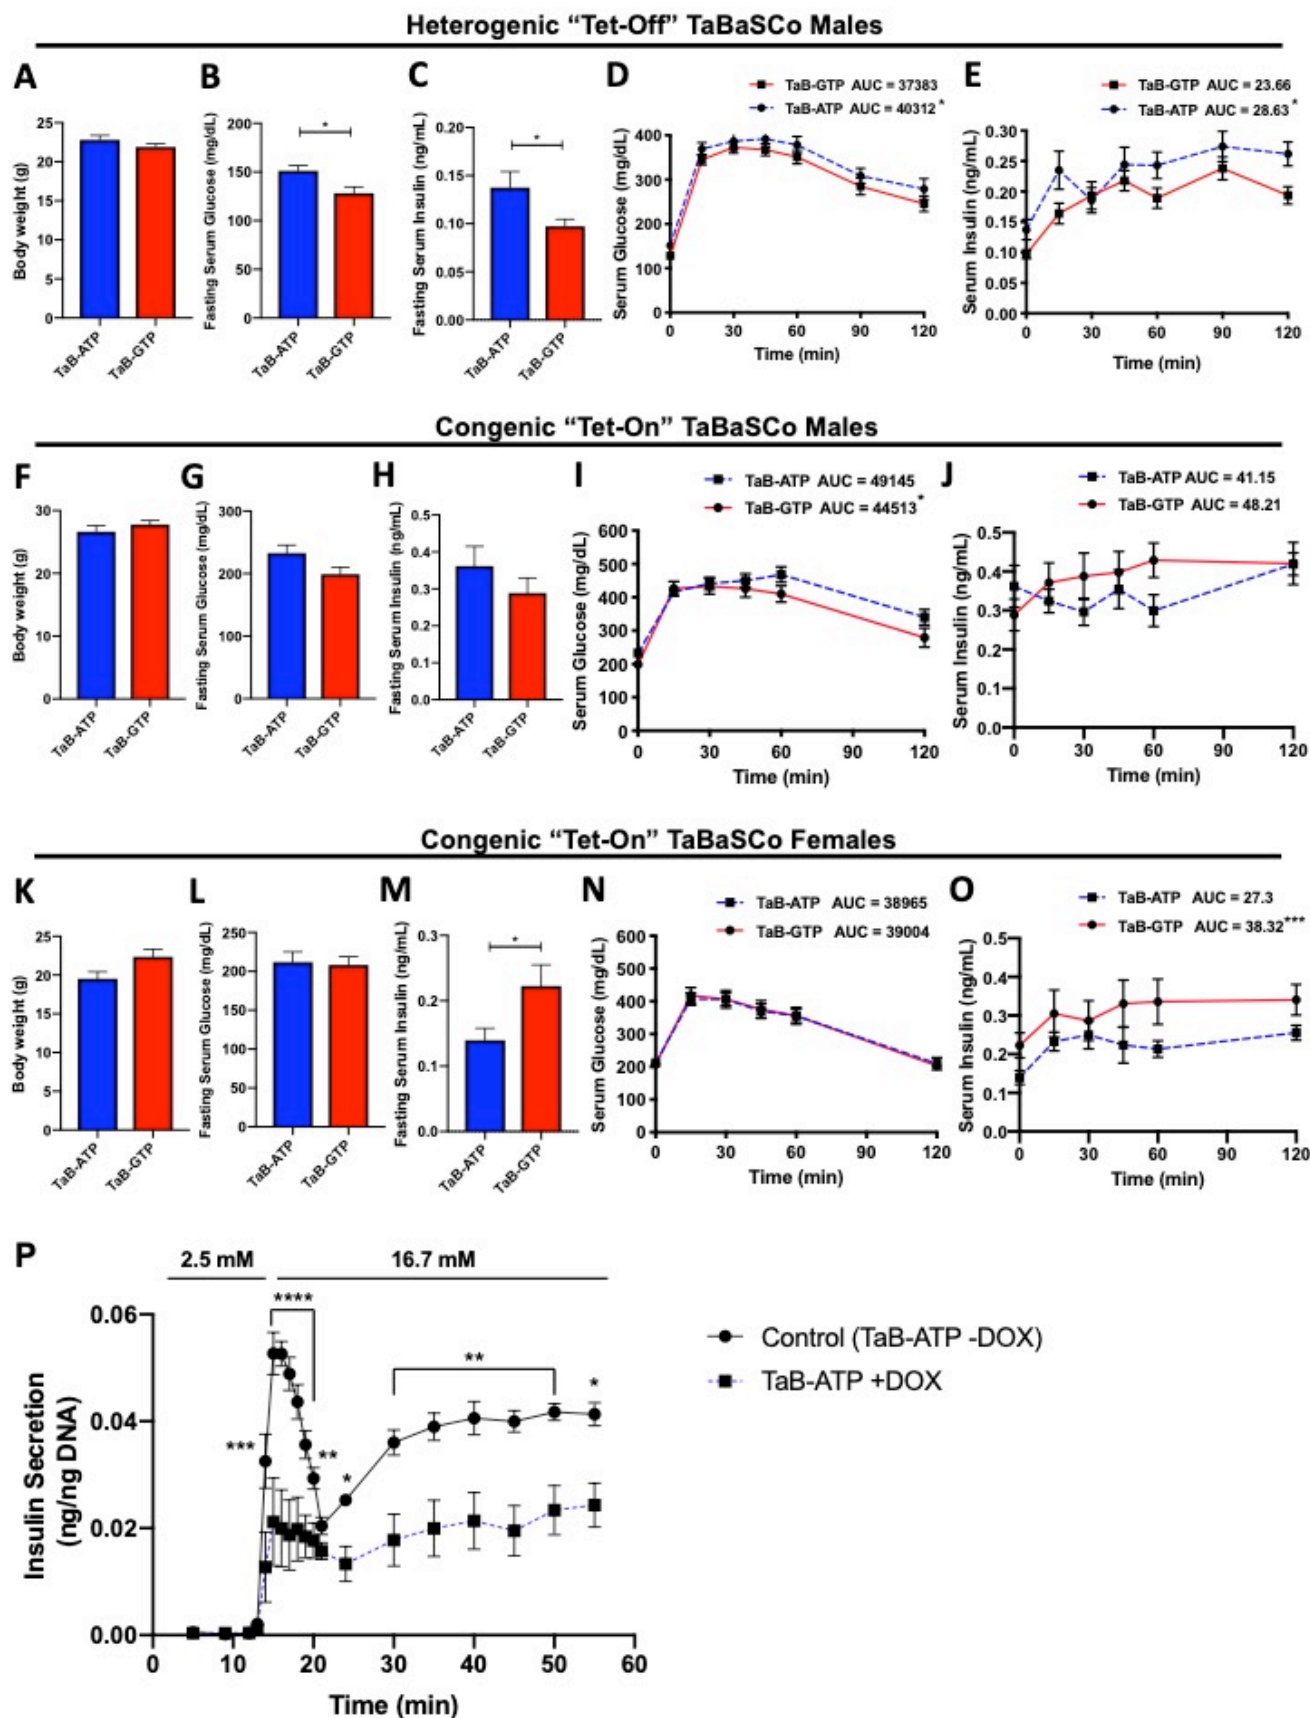 Heterogenic “Tet-Off” TaBaSCo Males
A
B
C
D
E
TaB-GTP AUC = 37383
TaB-ATP AUC = 40312*
TaB-GTP AUC = 23.66
TaB-ATP AUC = 28.63*
Body weight (g)
25
20
15
10
5
0
TaB-ATP
TaB-GTP
Fasting Serum Glucose (mg/dL)
200
150
100
50
0
*
TaB-ATP
TaB-GTP
Fasting Serum Insulin (ng/mL)
0.20
0.15
0.10
0.05
0.00
*
TaB-ATP
TaB-GTP
Serum Glucose (mg/dL)
400
300
200
100
0
0 30 60 90 120
Time (min)
Serum Insulin (ng/mL)
0.30
0.25
0.20
0.15
0.10
0.05
0.00
0 30 60 90 120
Time (min)
Congenic “Tet-On” TaBaSCo Males
F
G
H
I
J
TaB-ATP AUC = 49145
TaB-GTP AUC = 44513*
TaB-ATP AUC = 41.15
TaB-GTP AUC = 48.21
Body weight (g)
30
20
10
0
TaB-ATP
TaB-GTP
Fasting Serum Glucose (mg/dL)
300
200
100
0
TaB-ATP
TaB-GTP
Fasting Serum Insulin (ng/mL)
0.5
0.4
0.3
0.2
0.1
0.0
TaB-ATP
TaB-GTP
Serum Glucose (mg/dL)
600
500
400
300
200
100
0
0 30 60 90 120
Time (min)
Serum Insulin (ng/mL)
0.5
0.4
0.3
0.2
0.1
0.0
0 30 60 90 120
Time (min)
Congenic “Tet-On” TaBaSCo Females
K
L
M
N
O
TaB-ATP AUC = 38965
TaB-GTP AUC = 39004
TaB-ATP AUC = 27.3
TaB-GTP AUC = 38.32***
Body weight (g)
25
20
15
10
5
0
TaB-ATP
TaB-GTP
Fasting Serum Glucose (mg/dL)
250
200
150
100
50
0
TaB-ATP
TaB-GTP
Fasting Serum Insulin (ng/mL)
0.3
0.2
0.1
0.0
*
TaB-ATP
TaB-GTP
Serum Glucose (mg/dL)
600
500
400
300
200
100
0
0 30 60 90 120
Time (min)
Serum Insulin (ng/mL)
0.5
0.4
0.3
0.2
0.1
0.0
0 30 60 90 120
Time (min)
P
2.5 mM
16.7 mM
Insulin Secretion
(ng/ng DNA)
0.06
0.04
0.02
0.00
***
****
**
*
**
*
0 10 20 30 40 50 60
Time (min)
Control (TaB-ATP -DOX)
TaB-ATP +DOX